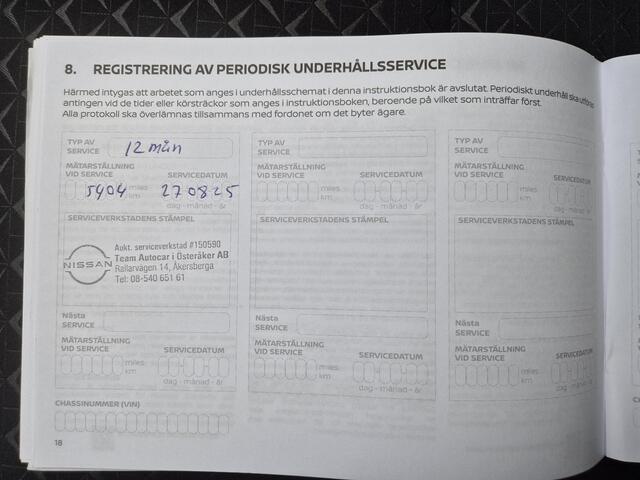 8. REGISTRERING AV PERIODISK UNDERHÅLLSSERVICE
Härmed intygas att arbetet som anges i underhållsschemat i denna instruktionsbok är avslutat. Periodiskt underhåll ska utföras
antingen vid de tider eller körsträckor som anges i instruktionsboken, beroende på vilket som inträffar först.
Alla protokoll ska överlämnas tillsammans med fordonet om det byter ägare.
TYP AV SERVICE 12 mån
MÄTARSTÄLLNING VID SERVICE
SERVICEDATUM
5404 miles km
270825
dag - månad - år
SERVICEVERKSTADENS STÄMPEL
NISSAN
Aukt. serviceverkstad #150590
Team Autocar i Österåker AB
Rallarvägen 14, Åkersberga
Tel: 08-540 651 61
Nästa SERVICE
MÄTARSTÄLLNING VID SERVICE
SERVICEDATUM
miles km
dag - månad - år
CHASSINUMMER (VIN)
18
TYP AV SERVICE
MÄTARSTÄLLNING VID SERVICE
SERVICEDATUM
miles km
dag - månad - år
SERVICEVERKSTADENS STÄMPEL
Nästa SERVICE
MÄTARSTÄLLNING VID SERVICE
SERVICEDATUM
miles km
dag - månad - år
TYP AV SERVICE
MÄTARSTÄLLNING VID SERVICE
SERVICEDATUM
miles km
dag - månad - år
SERVICEVERKSTADENS STÄMPEL
Nästa SERVICE
MÄTARSTÄLLNING VID SERVICE
SERVICEDATUM
miles km
dag - månad - år